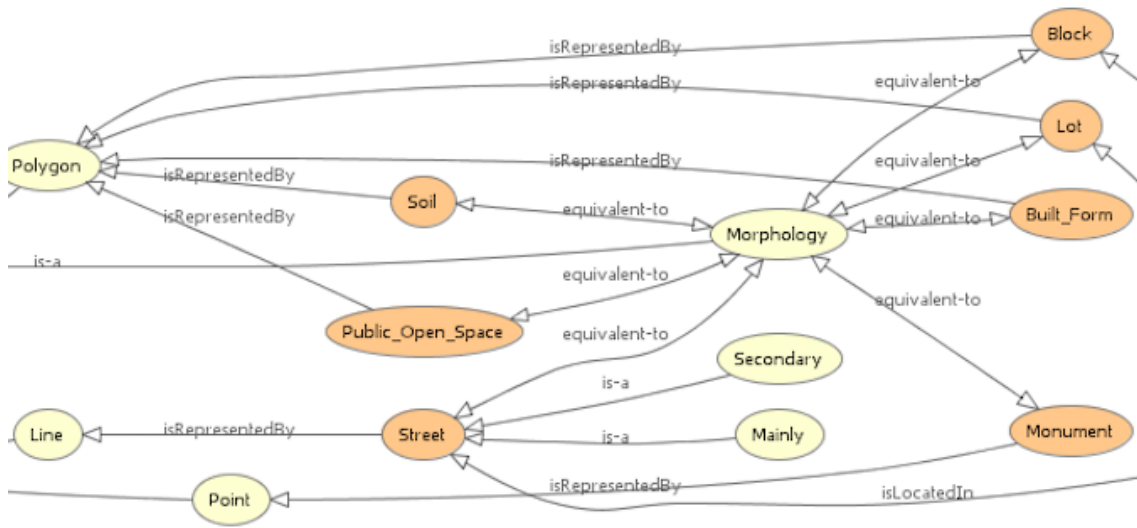 Block
isRepresentedBy
equivalent-to
isRepresentedBy
Lot
Polygon
isRepresentedBy
equivalent-to
isRepresentedBy
Soil
equivalent-to
isRepresentedBy
equivalent-to
Built_Form
Morphology
is-a
equivalent-to
equivalent-to
Public_Open_Space
equivalent-to
Secondary
is-a
Line
isRepresentedBy
Street
is-a
Mainly
Monument
Point
isRepresentedBy
isLocatedIn